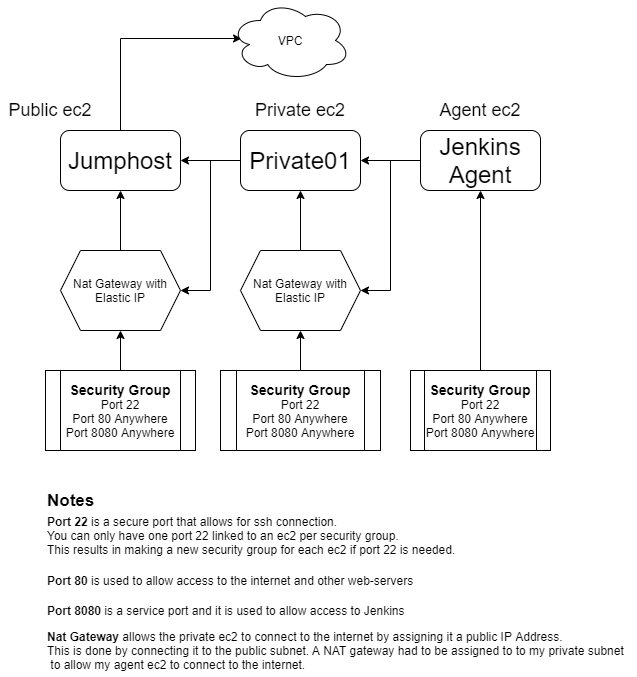 VPC
Public ec2
Private ec2
Agent ec2
Jumphost
Private01
Jenkins
Agent
Nat Gateway with
Elastic IP
Nat Gateway with
Elastic IP
Security Group
Port 22
Port 80 Anywhere
Port 8080 Anywhere
Security Group
Port 22
Port 80 Anywhere
Port 8080 Anywhere
Security Group
Port 22
Port 80 Anywhere
Port 8080 Anywhere
Notes
Port 22 is a secure port that allows for ssh connection.
You can only have one port 22 linked to an ec2 per security group.
This results in making a new security group for each ec2 if port 22 is needed.
Port 80 is used to allow access to the internet and other web-servers
Port 8080 is a service port and it is used to allow access to Jenkins
Nat Gateway allows the private ec2 to connect to the internet by assigning it a public IP Address.
This is done by connecting it to the public subnet. A NAT gateway had to be assigned to to my private subnet
to allow my agent ec2 to connect to the internet.